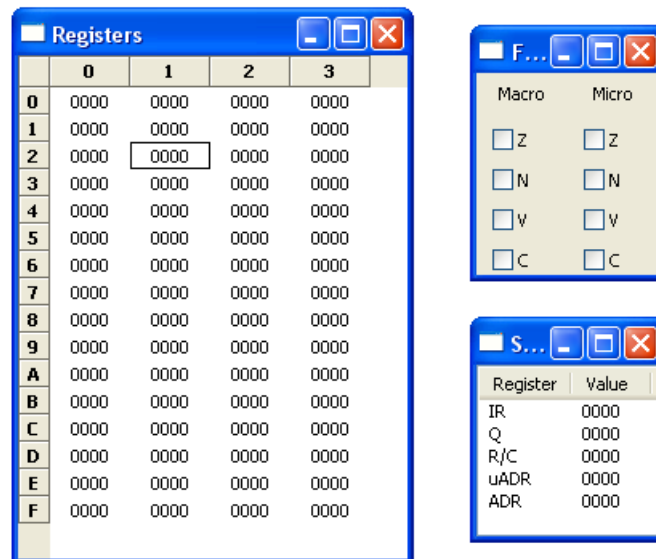 Registers
0 1 2 3
0 0000 0000 0000 0000
1 0000 0000 0000 0000
2 0000 0000 0000 0000
3 0000 0000 0000 0000
4 0000 0000 0000 0000
5 0000 0000 0000 0000
6 0000 0000 0000 0000
7 0000 0000 0000 0000
8 0000 0000 0000 0000
9 0000 0000 0000 0000
A 0000 0000 0000 0000
B 0000 0000 0000 0000
C 0000 0000 0000 0000
D 0000 0000 0000 0000
E 0000 0000 0000 0000
F 0000 0000 0000 0000
F...
Macro Micro
Z Z
N N
V V
C C
S...
Register Value
IR 0000
Q 0000
R/C 0000
uADR 0000
ADR 0000